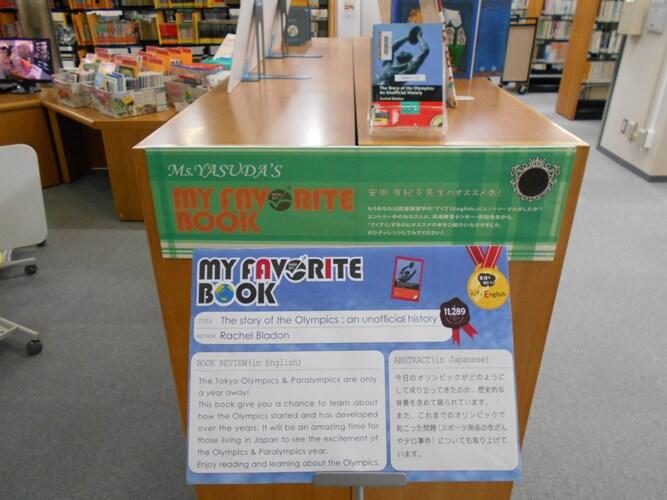 The Story of the Olympics:
An Unofficial History
Rachel Bladon
Ms.YASUDA'S
MY FAVORITE
BOOK
安田 有紀子先生のオススメ本!
MY FAVORITE
BOOK
English
11,289
TITLE The story of the Olympics : an unofficial history
AUTHOR Rachel Bladon
BOOK REVIEW(in English)
The Tokyo Olympics & Paralympics are only
a year away!
This book give you a chance to learn about
how the Olympics started and has developed
over the years. It will be an amazing time for
those living in Japan to see the excitement of
the Olympics & Paralympics year.
Enjoy reading and learning about the Olympics.
ABSTRACT(in Japanese)
今日のオリンピックがどのように
して成り立ってきたのか、歴史的な
背景を含めて語られています。
また、これまでのオリンピックで
起こった問題(スポーツ用品の改ざん
やテロ事件)についても取り上げて
います。